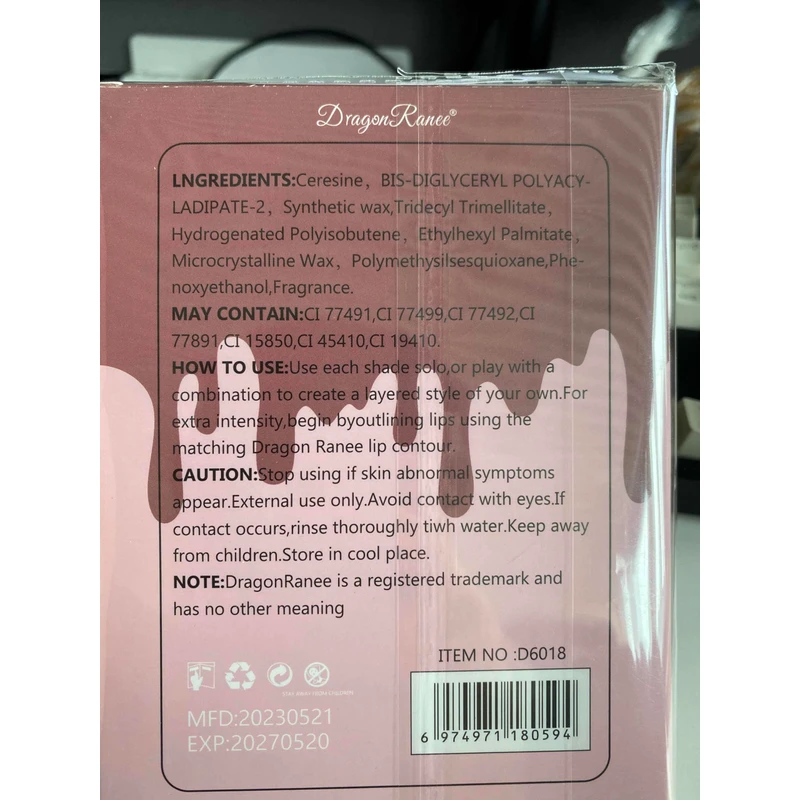 DragonRanee®
LNGREDIENTS:Ceresine，BIS-DIGLYCERYL POLYACY-
LADIPATE-2，Synthetic wax,Tridecyl Trimellitate，
Hydrogenated Polyisobutene，Ethylhexyl Palmitate，
Microcrystalline Wax，Polymethysilsesquioxane,Phe-
noxyethanol,Fragrance.
MAY CONTAIN:CI 77491,CI 77499,CI 77492,CI
77891,CI 15850,CI 45410,CI 19410.
HOW TO USE:Use each shade solo,or play with a
combination to create a layered style of your own.For
extra intensity,begin byoutlining lips using the
matching Dragon Ranee lip contour.
CAUTION:Stop using if skin abnormal symptoms
appear.External use only.Avoid contact with eyes.If
contact occurs,rinse thoroughly tiwh water.Keep away
from children.Store in cool place.
NOTE:DragonRanee is a registered trademark and
has no other meaning
ITEM NO :D6018
STAY AWAY FROM CHILDREN
MFD:20230521
EXP:20270520
6 974971 180594